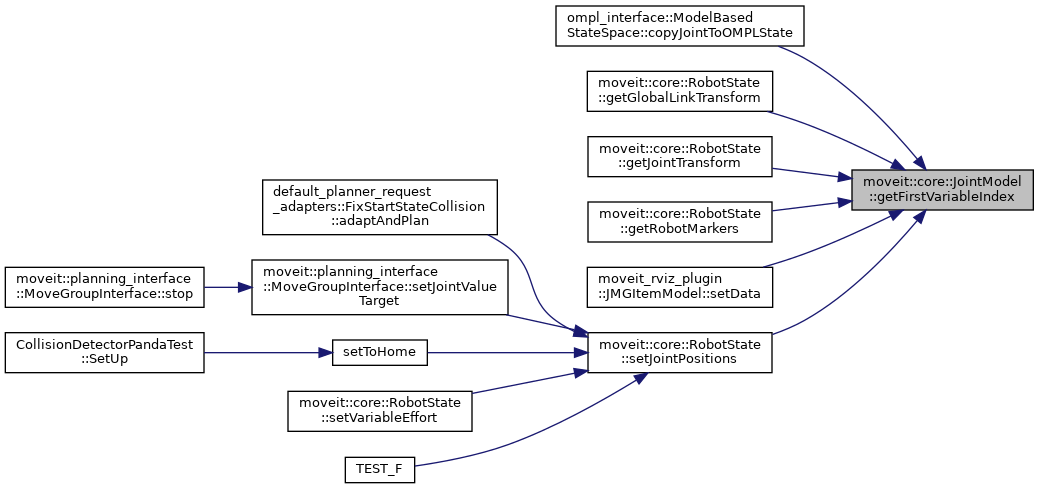 ompl_interface::ModelBased
StateSpace::copyJointToOMPLState
moveit::core::RobotState
::getGlobalLinkTransform
moveit::core::RobotState
::getJointTransform
moveit::core::JointModel
::getFirstVariableIndex
default_planner_request
_adapters::FixStartStateCollision
::adaptAndPlan
moveit::core::RobotState
::getRobotMarkers
moveit::planning_interface
::MoveGroupInterface::stop
moveit::planning_interface
::MoveGroupInterface::setJointValue
Target
moveit_rviz_plugin
::JMGItemModel::setData
CollisionDetectorPandaTest
::SetUp
setToHome
moveit::core::RobotState
::setJointPositions
moveit::core::RobotState
::setVariableEffort
TEST_F